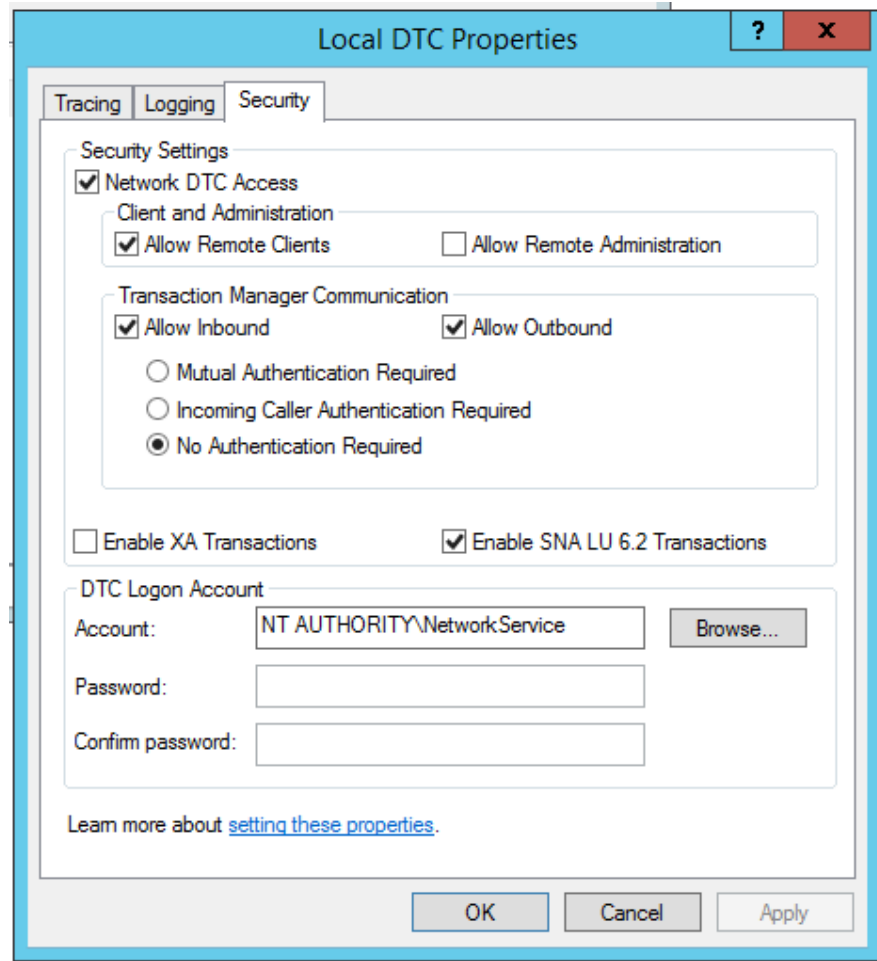 Local DTC Properties
? x
Tracing Logging Security
Security Settings
Network DTC Access
Client and Administration
Allow Remote Clients Allow Remote Administration
Transaction Manager Communication
Allow Inbound Allow Outbound
Mutual Authentication Required
Incoming Caller Authentication Required
No Authentication Required
Enable XA Transactions Enable SNA LU 6.2 Transactions
DTC Logon Account
Account: NT AUTHORITY\NetworkService Browse...
Password:
Confirm password:
Learn more about setting these properties.
OK Cancel Apply